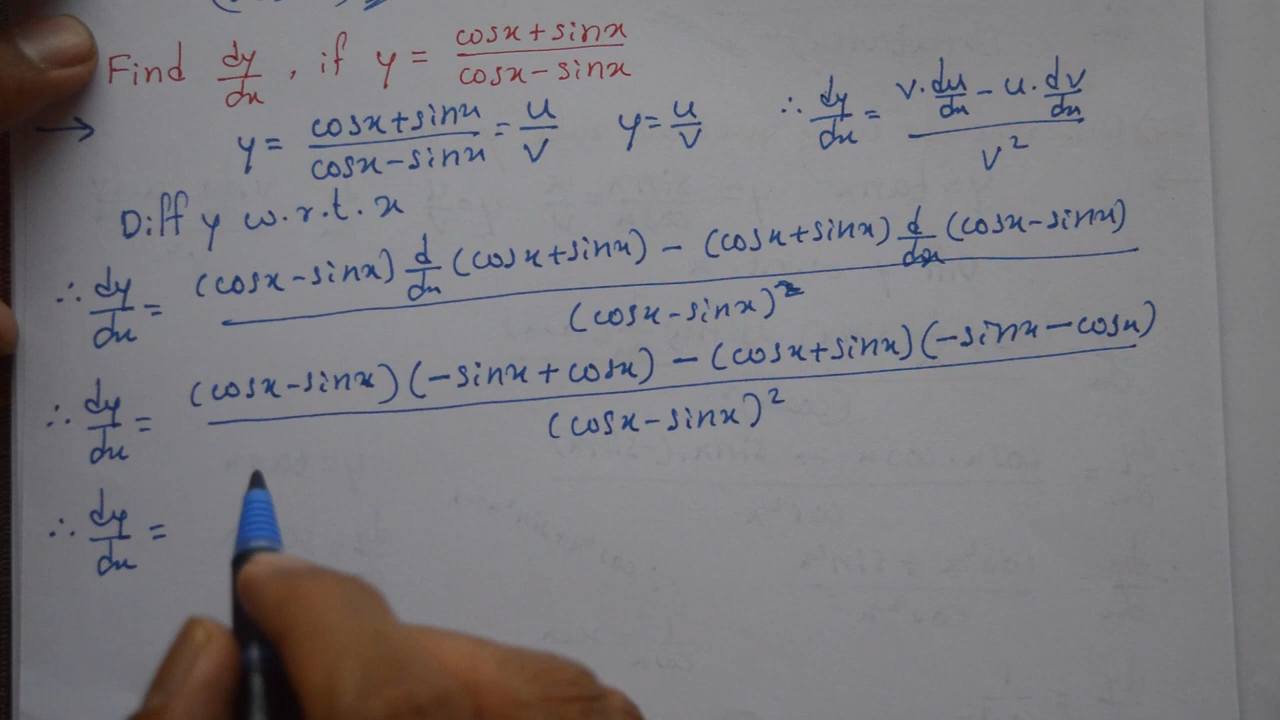 Find dy/dx , if y = (cosx+sinx)/(cosx-sinx)
→ y = (cosx+sinx)/(cosx-sinx) = u/v y = u/v ∴ dy/dx = (v·du/dx - u·dv/dx)/v²
Diff y w.r.t. x
∴ dy/dx = ((cosx-sinx) d/dx (cosx+sinx) - (cosx+sinx) d/dx (cosx-sinx))/(cosx-sinx)²
∴ dy/dx = ((cosx-sinx)(-sinx+cosx) - (cosx+sinx)(-sinx-cosx))/(cosx-sinx)²
∴ dy/dx =